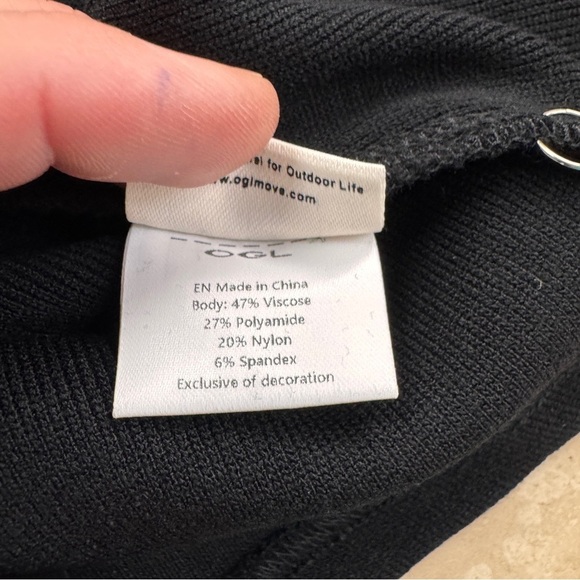 for Outdoor Life
.oglmove.com
OGL
EN Made in China
Body: 47% Viscose
27% Polyamide
20% Nylon
6% Spandex
Exclusive of decoration